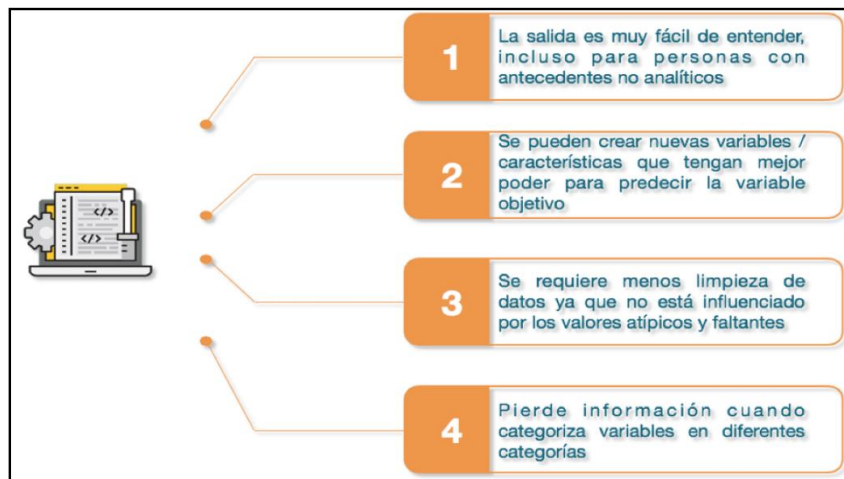 1
La salida es muy fácil de entender,
incluso para personas con
antecedentes no analíticos
2
Se pueden crear nuevas variables /
características que tengan mejor
poder para predecir la variable
objetivo
3
Se requiere menos limpieza de
datos ya que no está influenciado
por los valores atípicos y faltantes
4
Pierde información cuando
categoriza variables en diferentes
categorías